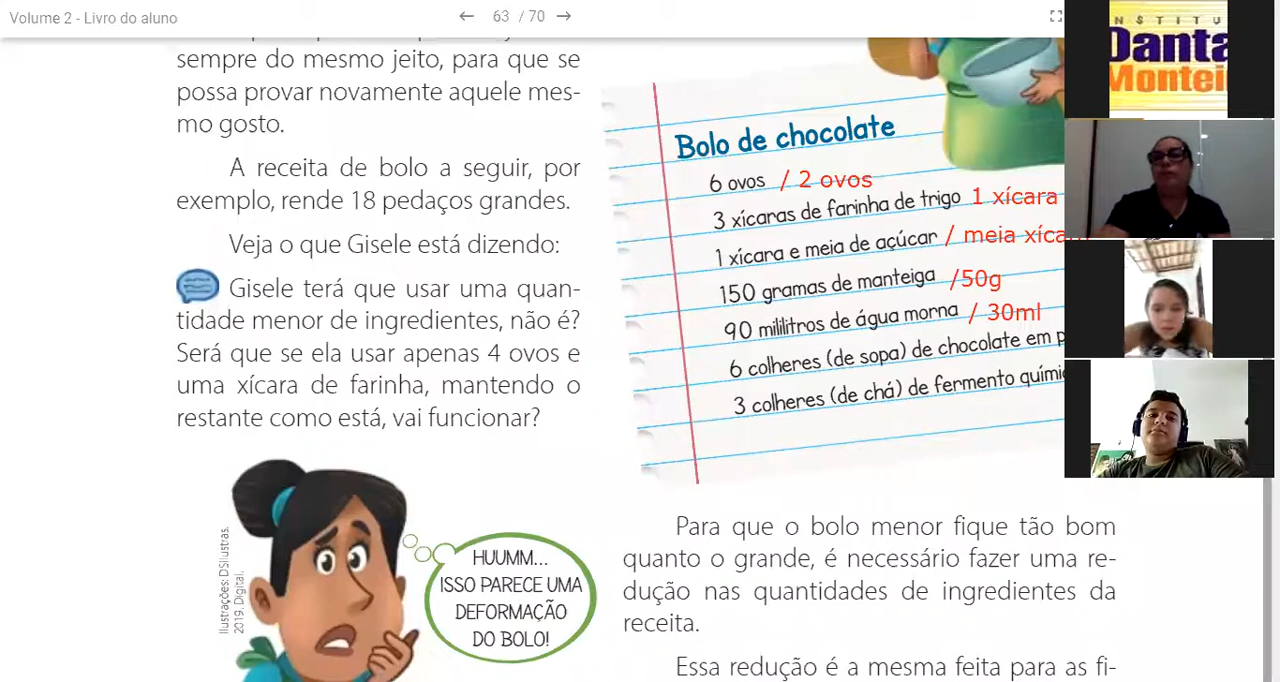 Volume 2 - Livro do aluno
63 / 70
sempre do mesmo jeito, para que se
possa provar novamente aquele mes-
mo gosto.
A receita de bolo a seguir, por
exemplo, rende 18 pedaços grandes.
Veja o que Gisele está dizendo:
Gisele terá que usar uma quan-
tidade menor de ingredientes, não é?
Será que se ela usar apenas 4 ovos e
uma xícara de farinha, mantendo o
restante como está, vai funcionar?
Ilustrações: DSIlustras.
2019. Digital.
HUUMM...
ISSO PARECE UMA
DEFORMAÇÃO
DO BOLO!
Bolo de chocolate
6 ovos / 2 ovos
3 xícaras de farinha de trigo 1 xícara
1 xícara e meia de açúcar / meia
150 gramas de manteiga /50g
90 mililitros de água morna / 30ml
6 colheres (de sopa) de chocolate em
3 colheres (de chá) de fermento
Para que o bolo menor fique tão bom
quanto o grande, é necessário fazer uma re-
dução nas quantidades de ingredientes da
receita.
Essa redução é a mesma feita para as fi-